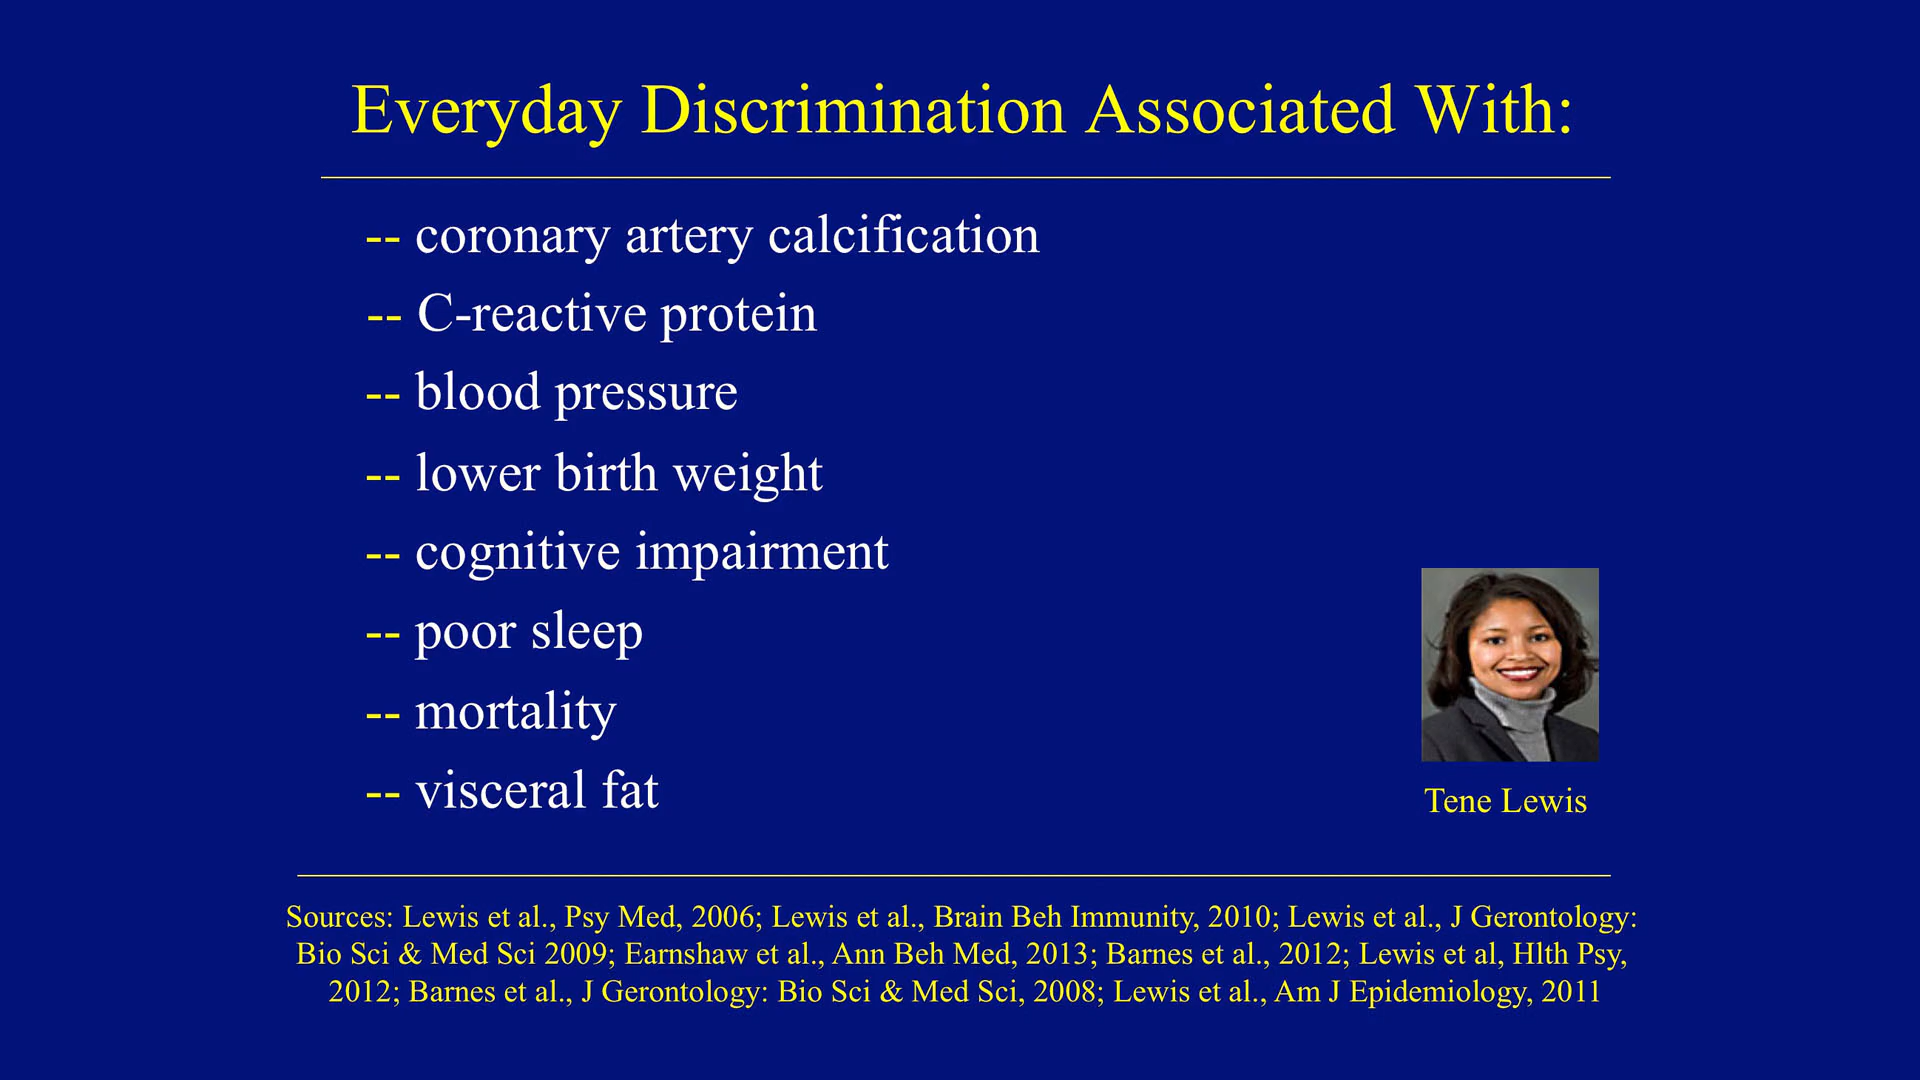 Everyday Discrimination Associated With:
-- coronary artery calcification
-- C-reactive protein
-- blood pressure
-- lower birth weight
-- cognitive impairment
-- poor sleep
-- mortality
-- visceral fat
Tene Lewis
Sources: Lewis et al., Psy Med, 2006; Lewis et al., Brain Beh Immunity, 2010; Lewis et al., J Gerontology:
Bio Sci & Med Sci 2009; Earnshaw et al., Ann Beh Med, 2013; Barnes et al., 2012; Lewis et al, Hlth Psy,
2012; Barnes et al., J Gerontology: Bio Sci & Med Sci, 2008; Lewis et al., Am J Epidemiology, 2011